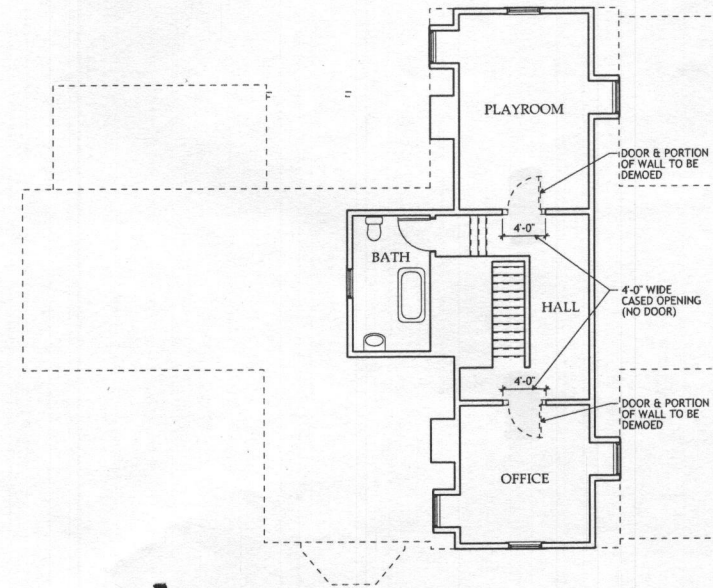 PLAYROOM
DOOR & PORTION
OF WALL TO BE
DEMOED
4'-0"
BATH
4'-0" WIDE
CASED OPENING
(NO DOOR)
HALL
4'-0"
DOOR & PORTION
OF WALL TO BE
DEMOED
OFFICE